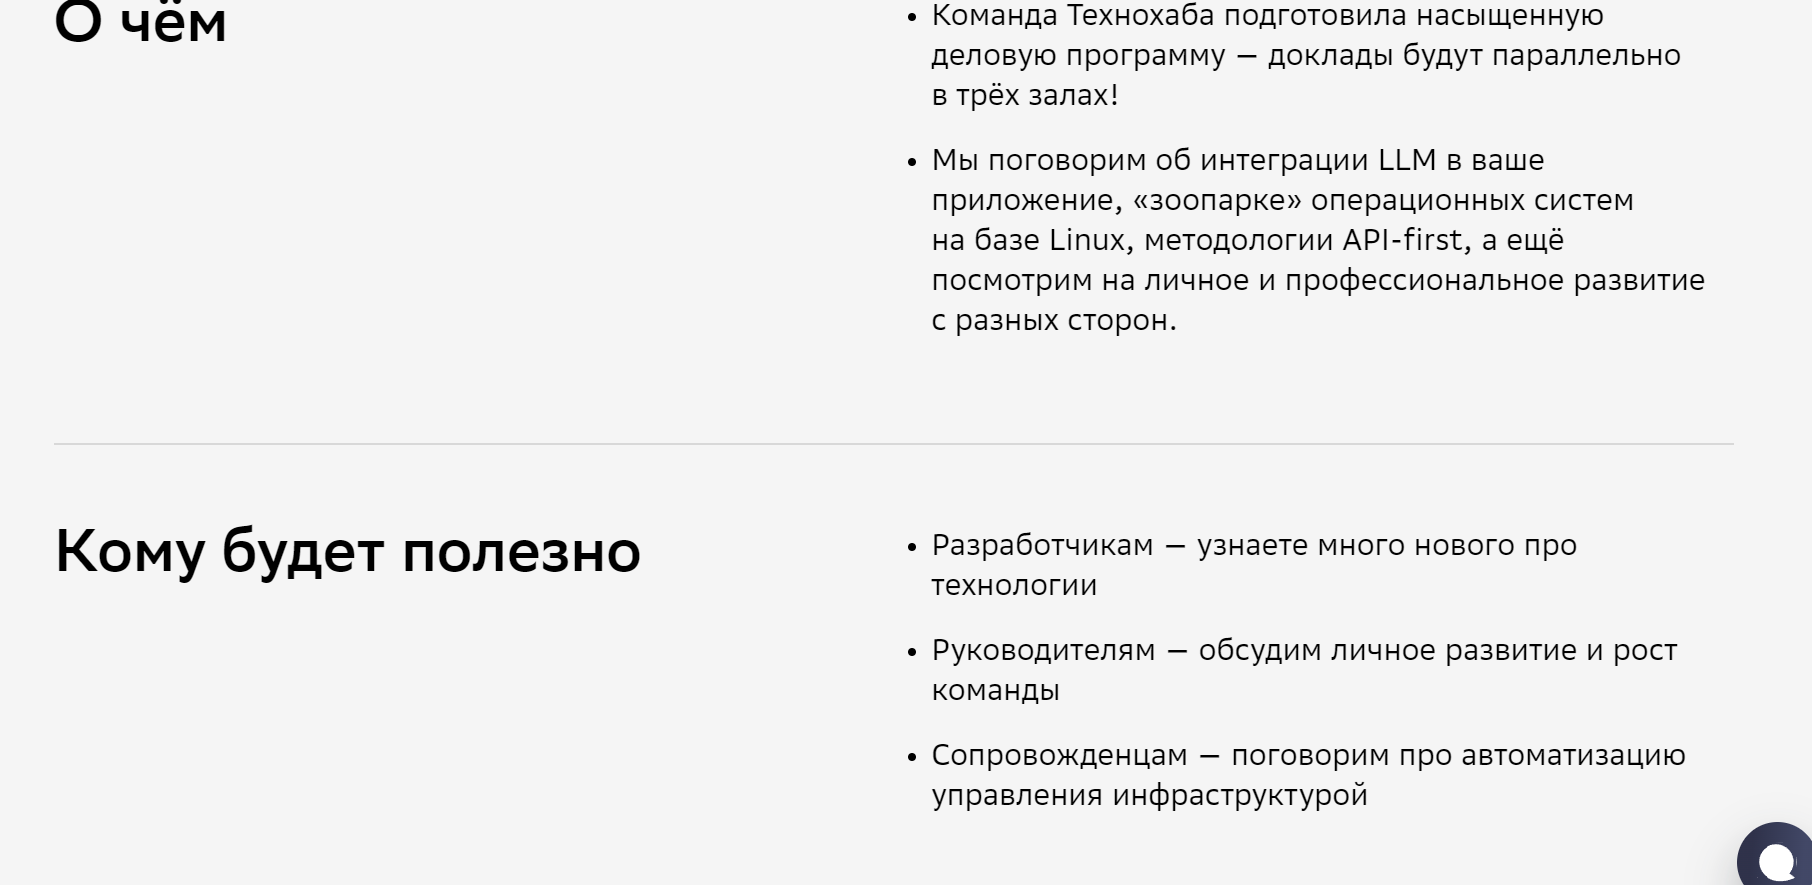 О чём
Команда Технохаба подготовила насыщенную
деловую программу — доклады будут параллельно
в трёх залах!
Мы поговорим об интеграции LLM в ваше
приложение, «зоопарке» операционных систем
на базе Linux, методологии API-first, а ещё
посмотрим на личное и профессиональное развитие
с разных сторон.
Кому будет полезно
Разработчикам — узнаете много нового про
технологии
Руководителям — обсудим личное развитие и рост
команды
Сопровожденцам — поговорим про автоматизацию
управления инфраструктурой